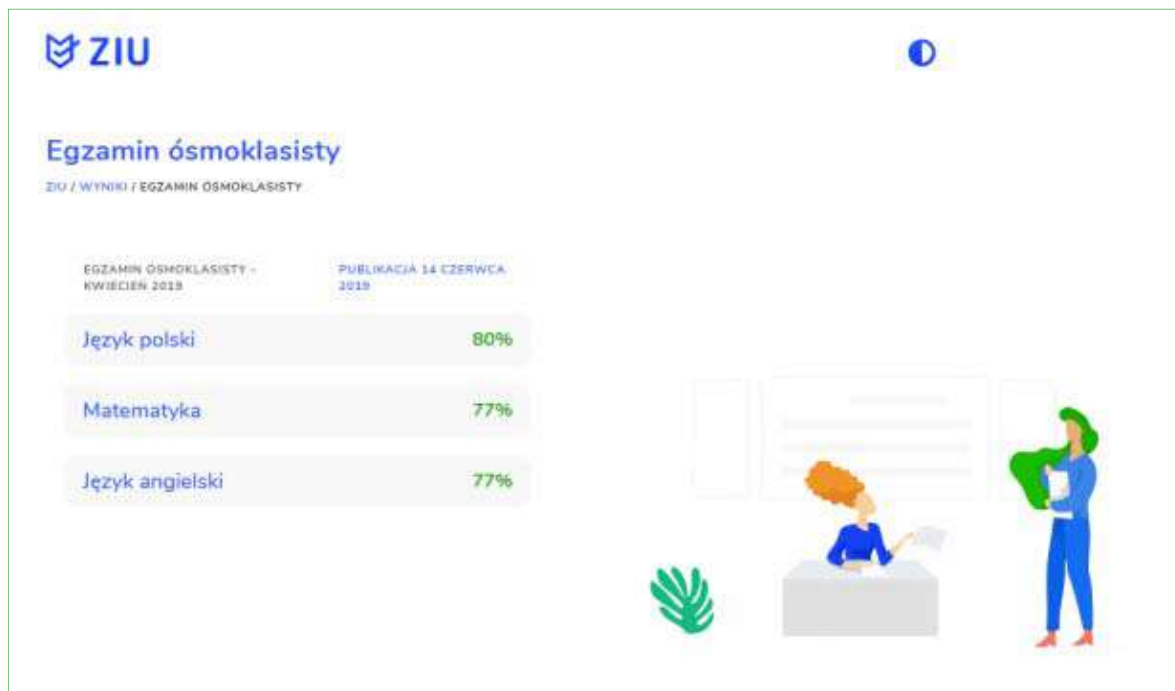 ZIU
Egzamin ósmoklasisty
ZIU / WYNIKI / EGZAMIN ÓSMOKLASISTY
EGZAMIN ÓSMOKLASISTY -
KWIECIEŃ 2019
PUBLIKACJA 14 CZERWCA
2019
Język polski 80%
Matematyka 77%
Język angielski 77%